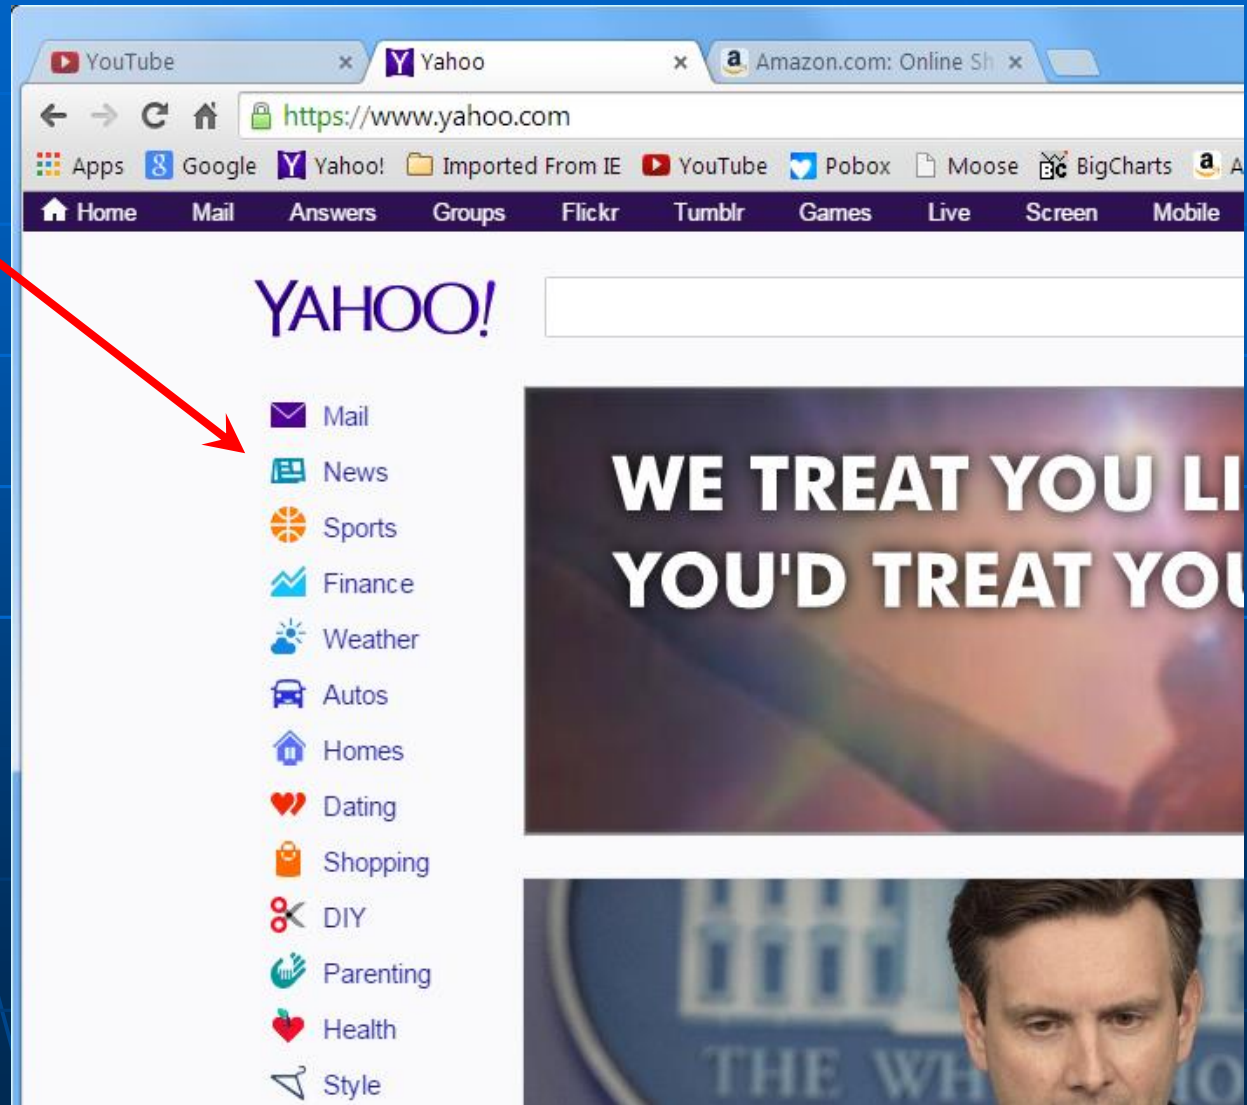 YouTube Yahoo Amazon.com: Online Sh
https://www.yahoo.com
Apps Google Yahoo! Imported From IE YouTube Pobox Moose BigCharts A
Home Mail Answers Groups Flickr Tumblr Games Live Screen Mobile
YAHOO!
Mail
News
Sports
Finance
Weather
Autos
Homes
Dating
Shopping
DIY
Parenting
Health
Style
WE TREAT YOU LI
YOU'D TREAT YOU
THE WH